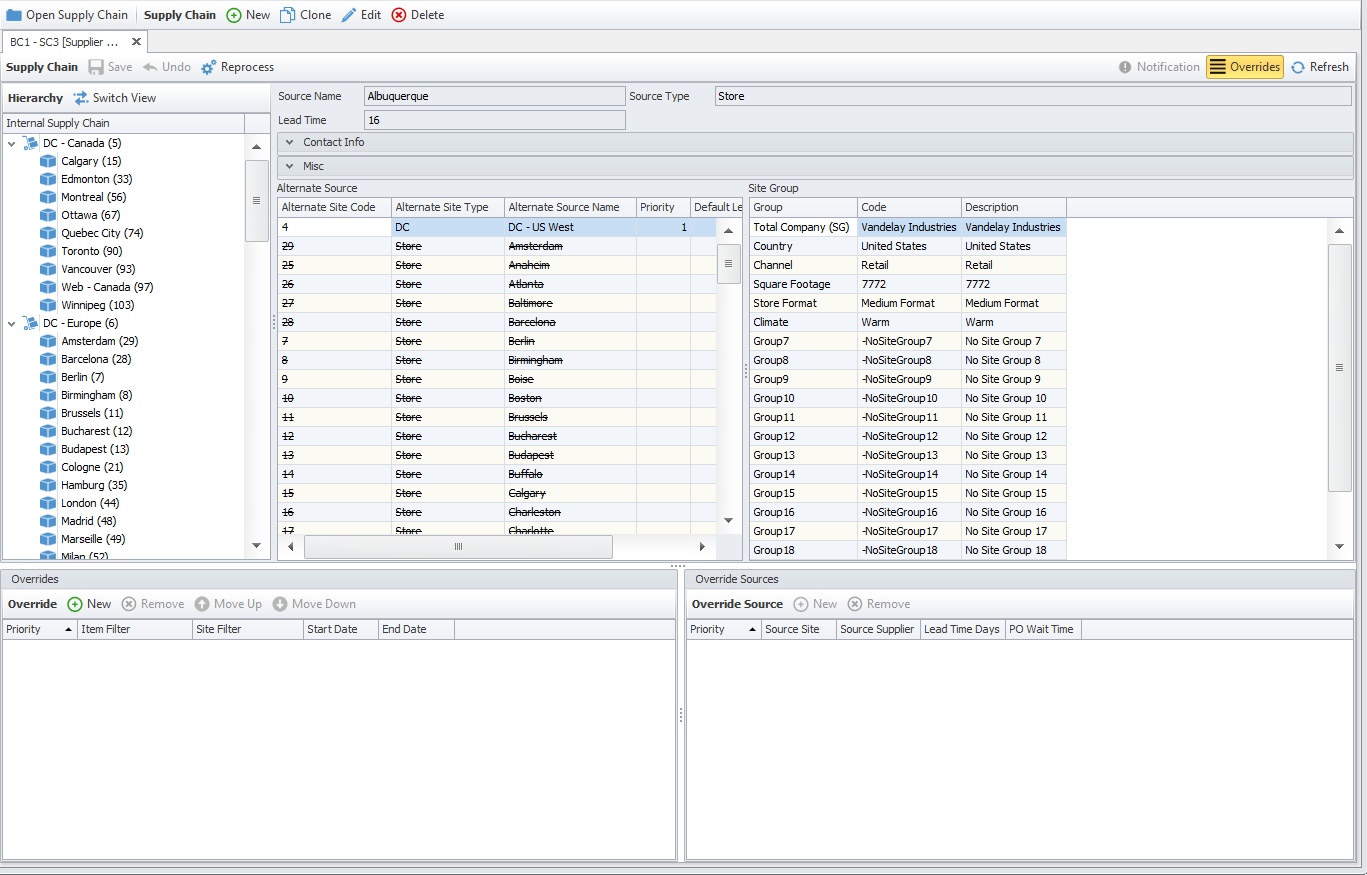 Open Supply Chain Supply Chain New Clone Edit Delete
BC1 - SC3 [Supplier ...
Supply Chain Save Undo Reprocess Notification Overrides Refresh
Hierarchy Switch View
Internal Supply Chain
DC - Canada (5)
Calgary (15)
Edmonton (33)
Montreal (56)
Ottawa (67)
Quebec City (74)
Toronto (90)
Vancouver (93)
Web - Canada (97)
Winnipeg (103)
DC - Europe (6)
Amsterdam (29)
Barcelona (28)
Berlin (7)
Birmingham (8)
Brussels (11)
Bucharest (12)
Budapest (13)
Cologne (21)
Hamburg (35)
London (44)
Madrid (48)
Marseille (49)
Milan (52)
Source Name Albuquerque Source Type Store
Lead Time 16
Contact Info
Misc
Alternate Source
Alternate Site Code Alternate Site Type Alternate Source Name Priority Default Le
4 DC DC - US West 1
29 Store Amsterdam
25 Store Anaheim
26 Store Atlanta
27 Store Baltimore
28 Store Barcelona
7 Store Berlin
8 Store Birmingham
9 Store Boise
10 Store Boston
11 Store Brussels
12 Store Bucharest
13 Store Budapest
14 Store Buffalo
15 Store Calgary
16 Store Charleston
17 Store Charlotte
Site Group
Group Code Description
Total Company (SG) Vandelay Industries Vandelay Industries
Country United States United States
Channel Retail Retail
Square Footage 7772 7772
Store Format Medium Format Medium Format
Climate Warm Warm
Group7 -NoSiteGroup7 No Site Group 7
Group8 -NoSiteGroup8 No Site Group 8
Group9 -NoSiteGroup9 No Site Group 9
Group10 -NoSiteGroup10 No Site Group 10
Group11 -NoSiteGroup11 No Site Group 11
Group12 -NoSiteGroup12 No Site Group 12
Group13 -NoSiteGroup13 No Site Group 13
Group14 -NoSiteGroup14 No Site Group 14
Group15 -NoSiteGroup15 No Site Group 15
Group16 -NoSiteGroup16 No Site Group 16
Group17 -NoSiteGroup17 No Site Group 17
Group18 -NoSiteGroup18 No Site Group 18
Overrides
Override New Remove Move Up Move Down
Priority Item Filter Site Filter Start Date End Date
Override Sources
Override Source New Remove
Priority Source Site Source Supplier Lead Time Days PO Wait Time